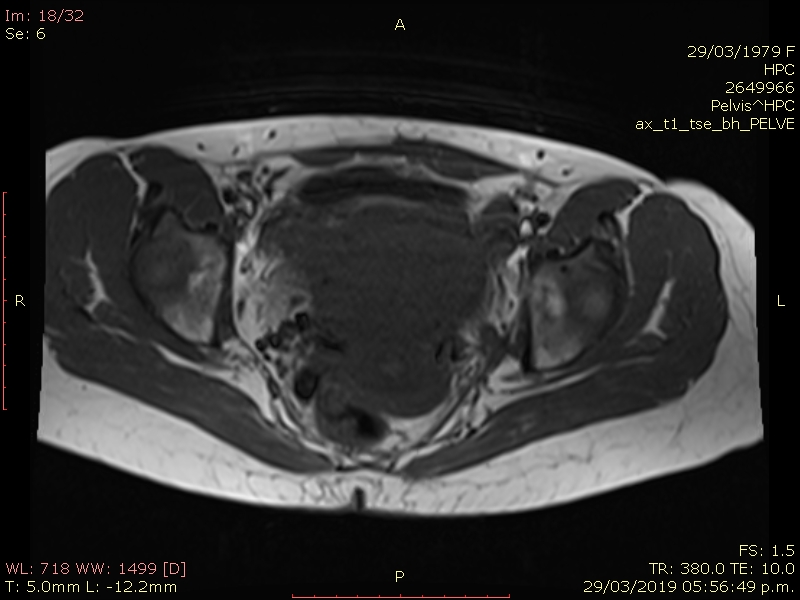 Im: 18/32
Se: 6
A
29/03/1979 F
HPC
2649966
Pelvis^HPC
ax_t1_tse_bh_PELVE
R
L
WL: 718 WW: 1499 [D]
T: 5.0mm L: -12.2mm
P
FS: 1.5
TR: 380.0 TE: 10.0
29/03/2019 05:56:49 p.m.